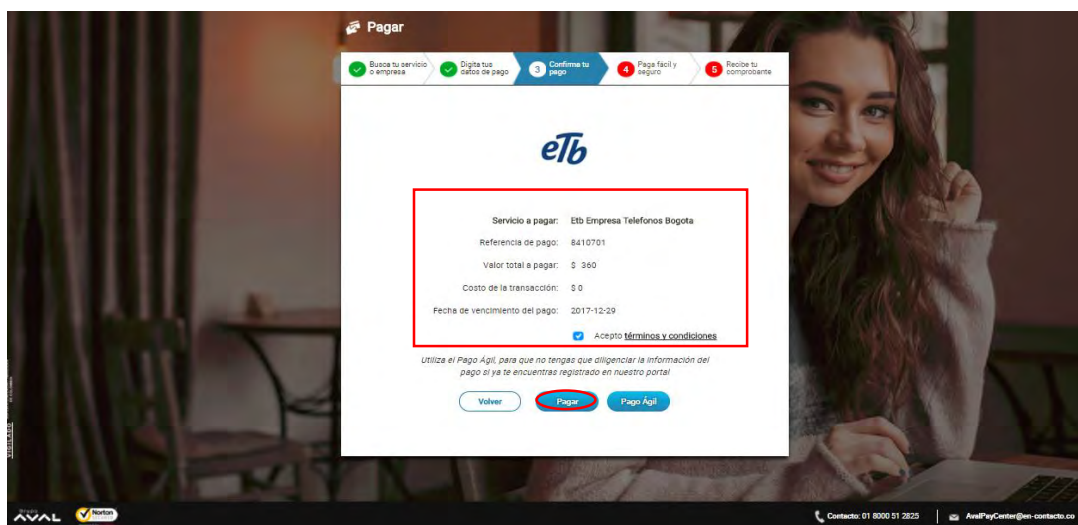 Pagar
Busca tu servicio
o empresa
Digita tus
datos de pago
3 Confirma tu
pago
4 Paga fácil y
seguro
5 Recibe tu
comprobante
eTb
Servicio a pagar: Etb Empresa Telefonos Bogota
Referencia de pago: 8410701
Valor total a pagar: $ 360
Costo de la transacción: $ 0
Fecha de vencimiento del pago: 2017-12-29
Acepto términos y condiciones
Utiliza el Pago Ágil, para que no tengas que diligenciar la información del
pago si ya te encuentras registrado en nuestro portal
Volver
Pagar
Pago Ágil
VIGILADO
AVAL
Norton
Contacto: 01 8000 51 2825
AvalPayCenter@en-contacto.co